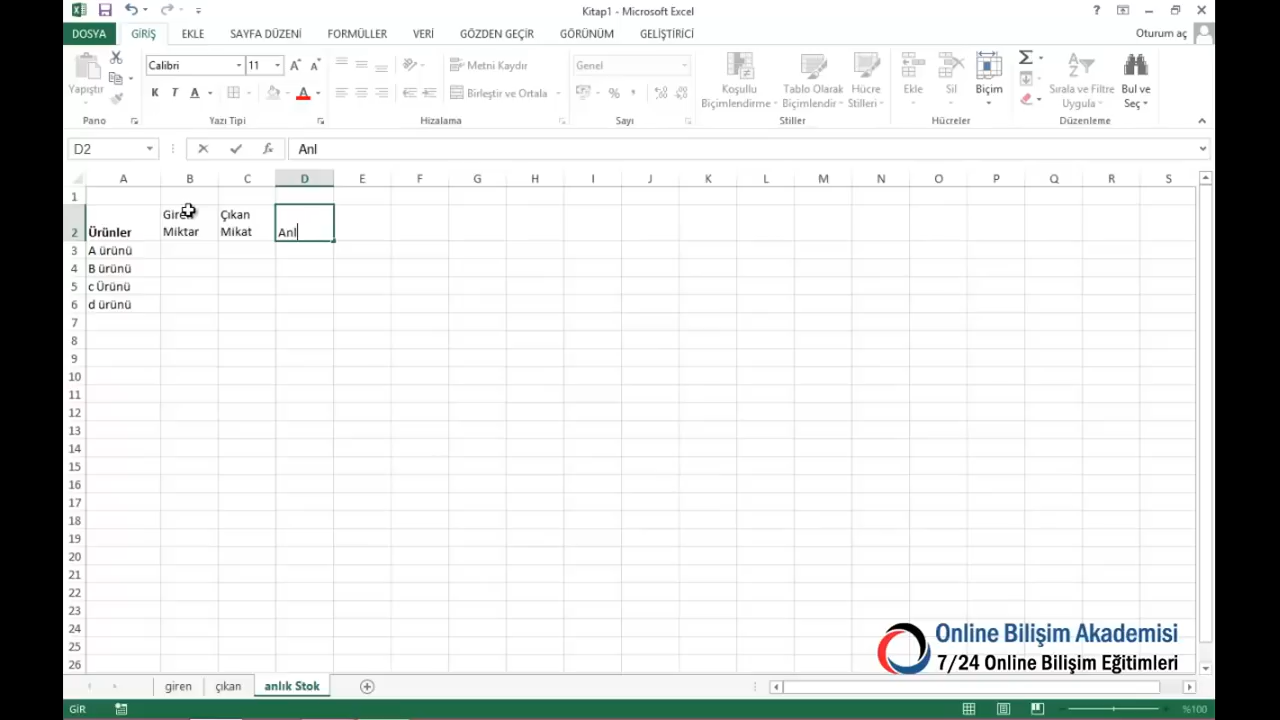 Kitap1 - Microsoft Excel
?
DOSYA GİRİŞ EKLE SAYFA DÜZENİ FORMÜLLER VERİ GÖZDEN GEÇİR GÖRÜNÜM GELİŞTİRİCİ Oturum aç
Yapıştır
Pano
Calibri 11
K T A A
Yazı Tipi
Metni Kaydır
Birleştir ve Ortala
Hizalama
Genel
%
Sayı
Koşullu Biçimlendirme
Tablo Olarak Biçimlendir
Hücre Stilleri
Stiller
Ekle
Sil
Biçim
Hücreler
Sırala ve Filtre Uygula
Bul ve Seç
Düzenleme
D2 fx Anl
A B C D E F G H I J K L M N O P Q R S
1
2 Ürünler Giren Miktar Çıkan Mikat Anl
3 A ürünü
4 B ürünü
5 c Ürünü
6 d ürünü
7
8
9
10
11
12
13
14
15
16
17
18
19
20
21
22
23
24
25
26
Online Bilişim Akademisi
7/24 Online Bilişim Eğitimleri
giren çıkan anlık Stok
GİR %100